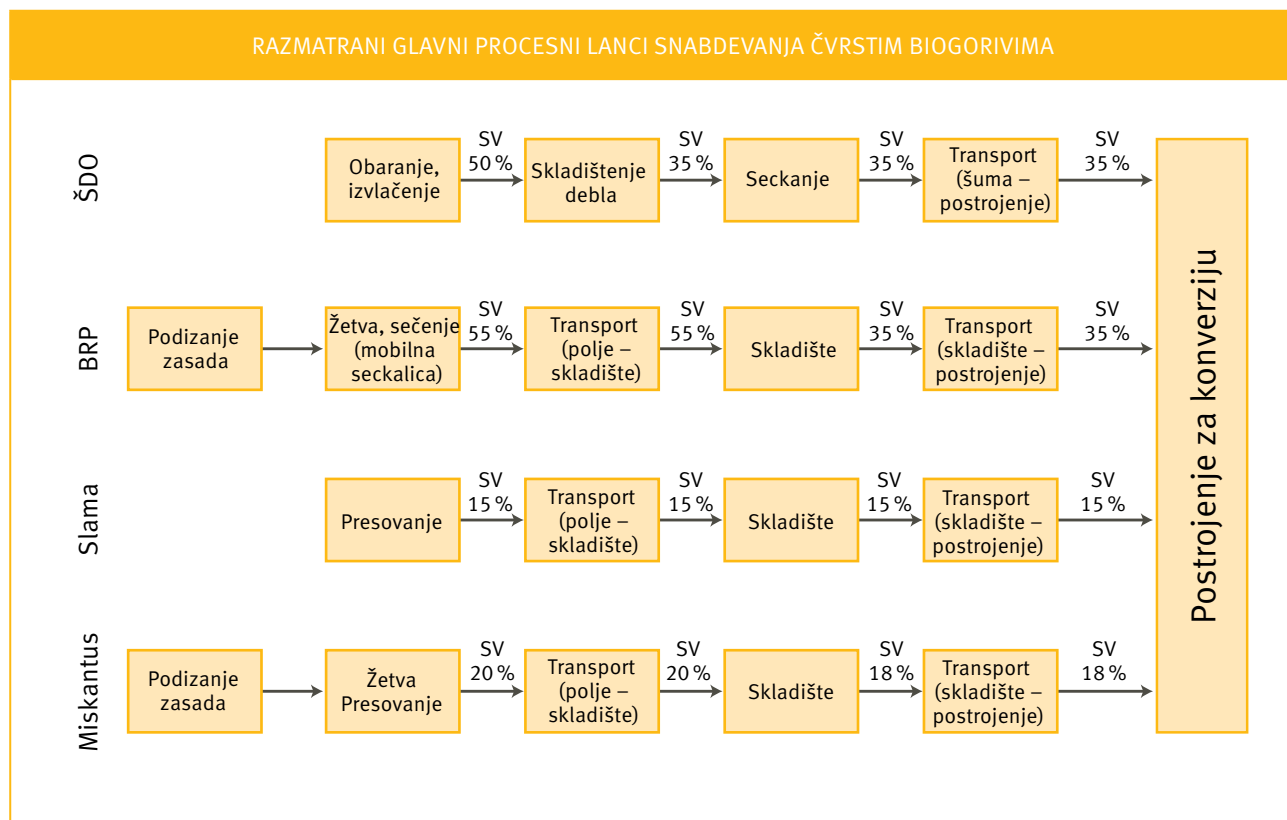 RAZMATRANI GLAVNI PROCESNI LANCI SNABDEVANJA ČVRSTIM BIOGORIVIMA
ŠDO
Obaranje,
izvlačenje
SV
50 %
Skladištenje
debla
SV
35 %
Seckanje
SV
35 %
Transport
(šuma –
postrojenje)
SV
35 %
BRP
Podizanje
zasada
Žetva, sečenje
(mobilna
seckalica)
SV
55 %
Transport
(polje –
skladište)
SV
55 %
Skladište
SV
35 %
Transport
(skladište –
postrojenje)
SV
35 %
Slama
Presovanje
SV
15 %
Transport
(polje –
skladište)
SV
15 %
Skladište
SV
15 %
Transport
(skladište –
postrojenje)
SV
15 %
Miskantus
Podizanje
zasada
Žetva
Presovanje
SV
20 %
Transport
(polje –
skladište)
SV
20 %
Skladište
SV
18 %
Transport
(skladište –
postrojenje)
SV
18 %
Postrojenje za konverziju